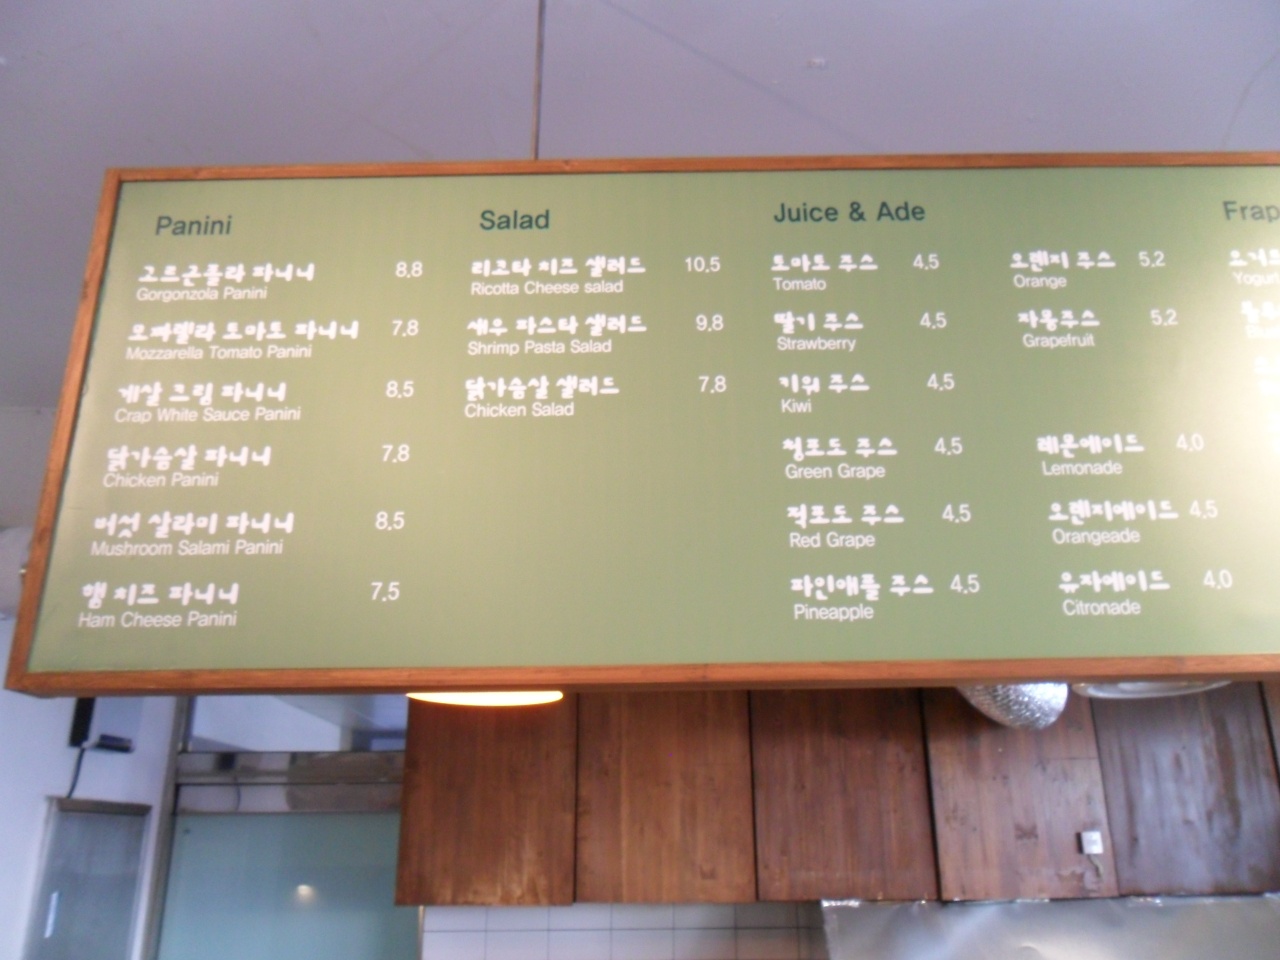 Panini
고르곤졸라 파니니 8.8
Gorgonzola Panini
모짜렐라 토마토 파니니 7.8
Mozzarella Tomato Panini
게살 크림 파니니 8.5
Crap White Sauce Panini
닭가슴살 파니니 7.8
Chicken Panini
버섯 살라미 파니니 8.5
Mushroom Salami Panini
햄 치즈 파니니 7.5
Ham Cheese Panini
Salad
리코타 치즈 샐러드 10.5
Ricotta Cheese salad
새우 파스타 샐러드 9.8
Shrimp Pasta Salad
닭가슴살 샐러드 7.8
Chicken Salad
Juice & Ade
토마토 주스 4.5
Tomato
딸기 주스 4.5
Strawberry
키위 주스 4.5
Kiwi
청포도 주스 4.5
Green Grape
적포도 주스 4.5
Red Grape
파인애플 주스 4.5
Pineapple
오렌지 주스 5.2
Orange
자몽주스 5.2
Grapefruit
레몬에이드 4.0
Lemonade
오렌지에이드 4.5
Orangeade
유자에이드 4.0
Citronade
Frap